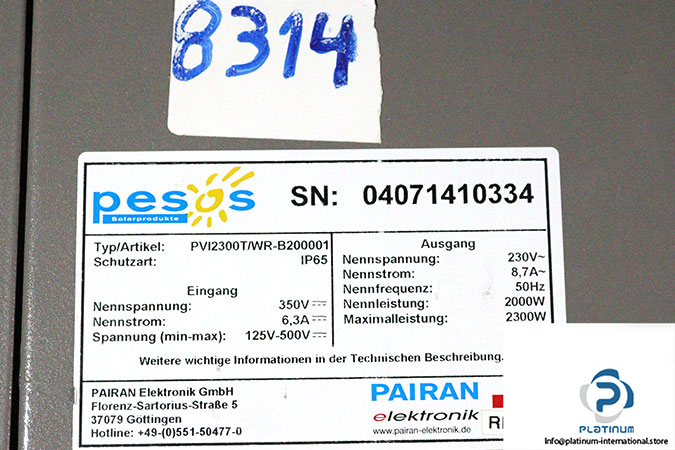 8314
pesos
Solarprodukte
SN: 04071410334
Typ/Artikel: PVI2300T/WR-B200001
Schutzart: IP65
Eingang
Nennspannung: 350V⎓
Nennstrom: 6,3A⎓
Spannung (min-max): 125V-500V⎓
Ausgang
Nennspannung: 230V~
Nennstrom: 8,7A~
Nennfrequenz: 50Hz
Nennleistung: 2000W
Maximalleistung: 2300W
Weitere wichtige Informationen in der Technischen Beschreibung.
PAIRAN Elektronik GmbH
Florenz-Sartorius-Straße 5
37079 Göttingen
Hotline: +49-(0)551-50477-0
PAIRAN
elektronik
www.pairan-elektronik.de
PLATINUM
Info@platinum-international.store